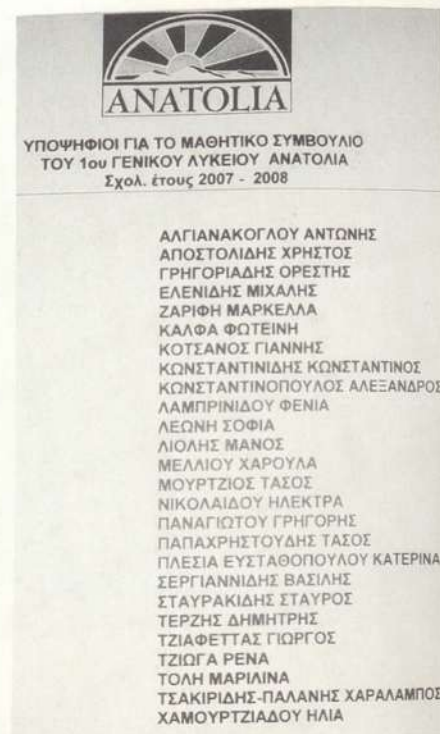 ANATOLIA
ΥΠΟΨΗΦΙΟΙ ΓΙΑ ΤΟ ΜΑΘΗΤΙΚΟ ΣΥΜΒΟΥΛΙΟ
ΤΟΥ 1ου ΓΕΝΙΚΟΥ ΛΥΚΕΙΟΥ ΑΝΑΤΟΛΙΑ
Σχολ. έτους 2007 - 2008
ΑΛΓΙΑΝΑΚΟΓΛΟΥ ΑΝΤΩΝΗΣ
ΑΠΟΣΤΟΛΙΔΗΣ ΧΡΗΣΤΟΣ
ΓΡΗΓΟΡΙΑΔΗΣ ΟΡΕΣΤΗΣ
ΕΛΕΝΙΔΗΣ ΜΙΧΑΛΗΣ
ΖΑΡΙΦΗ ΜΑΡΚΕΛΛΑ
ΚΑΛΦΑ ΦΩΤΕΙΝΗ
ΚΟΤΣΑΝΟΣ ΓΙΑΝΝΗΣ
ΚΩΝΣΤΑΝΤΙΝΙΔΗΣ ΚΩΝΣΤΑΝΤΙΝΟΣ
ΚΩΝΣΤΑΝΤΙΝΟΠΟΥΛΟΣ ΑΛΕΞΑΝΔΡΟΣ
ΛΑΜΠΡΙΝΙΔΟΥ ΦΕΝΙΑ
ΛΕΩΝΗ ΣΟΦΙΑ
ΛΙΟΛΗΣ ΜΑΝΟΣ
ΜΕΛΛΙΟΥ ΧΑΡΟΥΛΑ
ΜΟΥΡΤΖΙΟΣ ΤΑΣΟΣ
ΝΙΚΟΛΑΙΔΟΥ ΗΛΕΚΤΡΑ
ΠΑΝΑΓΙΩΤΟΥ ΓΡΗΓΟΡΗΣ
ΠΑΠΑΧΡΗΣΤΟΥΔΗΣ ΤΑΣΟΣ
ΠΛΕΣΙΑ ΕΥΣΤΑΘΟΠΟΥΛΟΥ ΚΑΤΕΡΙΝΑ
ΣΕΡΓΙΑΝΝΙΔΗΣ ΒΑΣΙΛΗΣ
ΣΤΑΥΡΑΚΙΔΗΣ ΣΤΑΥΡΟΣ
ΤΕΡΖΗΣ ΔΗΜΗΤΡΗΣ
ΤΖΙΑΦΕΤΤΑΣ ΓΙΩΡΓΟΣ
ΤΖΙΩΓΑ ΡΕΝΑ
ΤΟΛΗ ΜΑΡΙΛΙΝΑ
ΤΣΑΚΙΡΙΔΗΣ-ΠΑΛΑΝΗΣ ΧΑΡΑΛΑΜΠΟΣ
ΧΑΜΟΥΡΤΖΙΑΔΟΥ ΗΛΙΑ